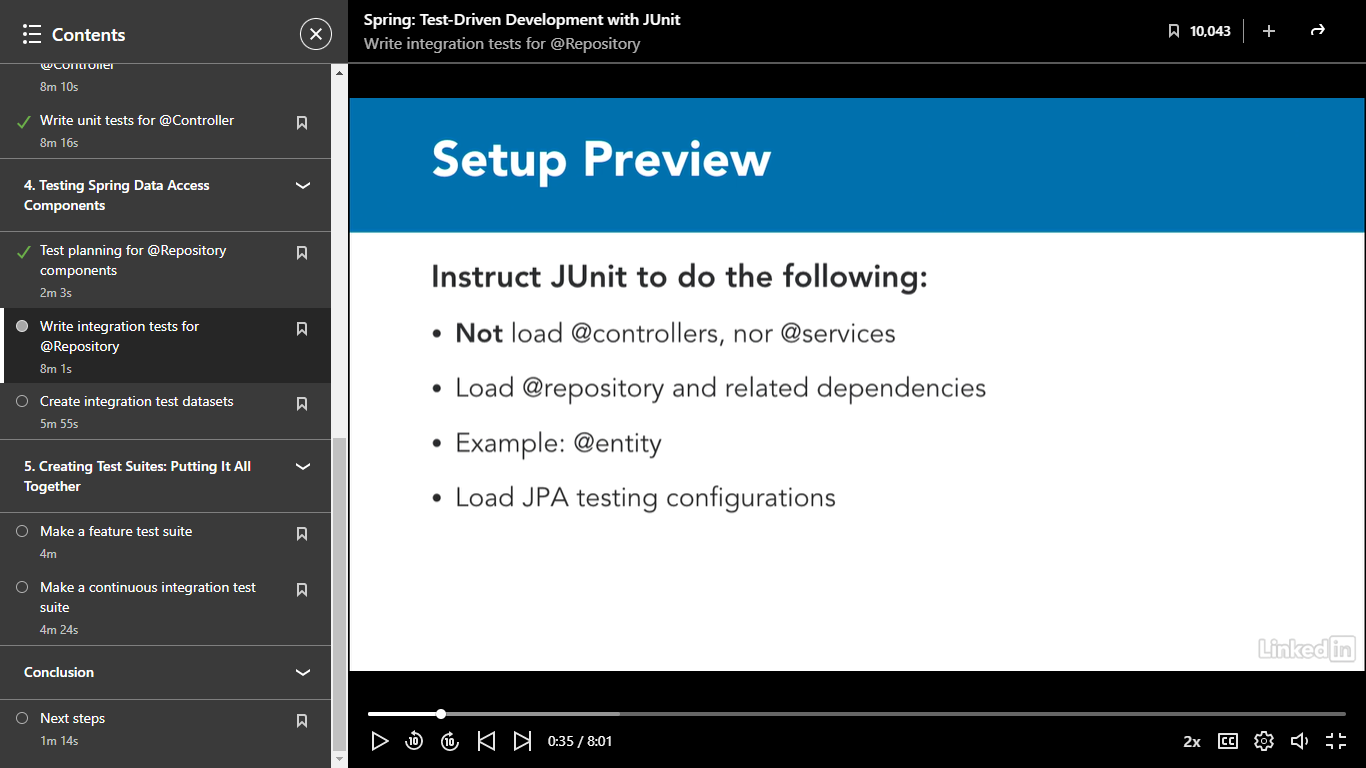 Contents
@Controller
8m 10s
Write unit tests for @Controller
8m 16s
4. Testing Spring Data Access
Components
Test planning for @Repository
components
2m 3s
Write integration tests for
@Repository
8m 1s
Create integration test datasets
5m 55s
5. Creating Test Suites: Putting It All
Together
Make a feature test suite
4m
Make a continuous integration test
suite
4m 24s
Conclusion
Next steps
1m 14s
Spring: Test-Driven Development with JUnit
Write integration tests for @Repository
10,043
Setup Preview
Instruct JUnit to do the following:
• Not load @controllers, nor @services
• Load @repository and related dependencies
• Example: @entity
• Load JPA testing configurations
Linked in
10
10
0:35 / 8:01
2x
CC